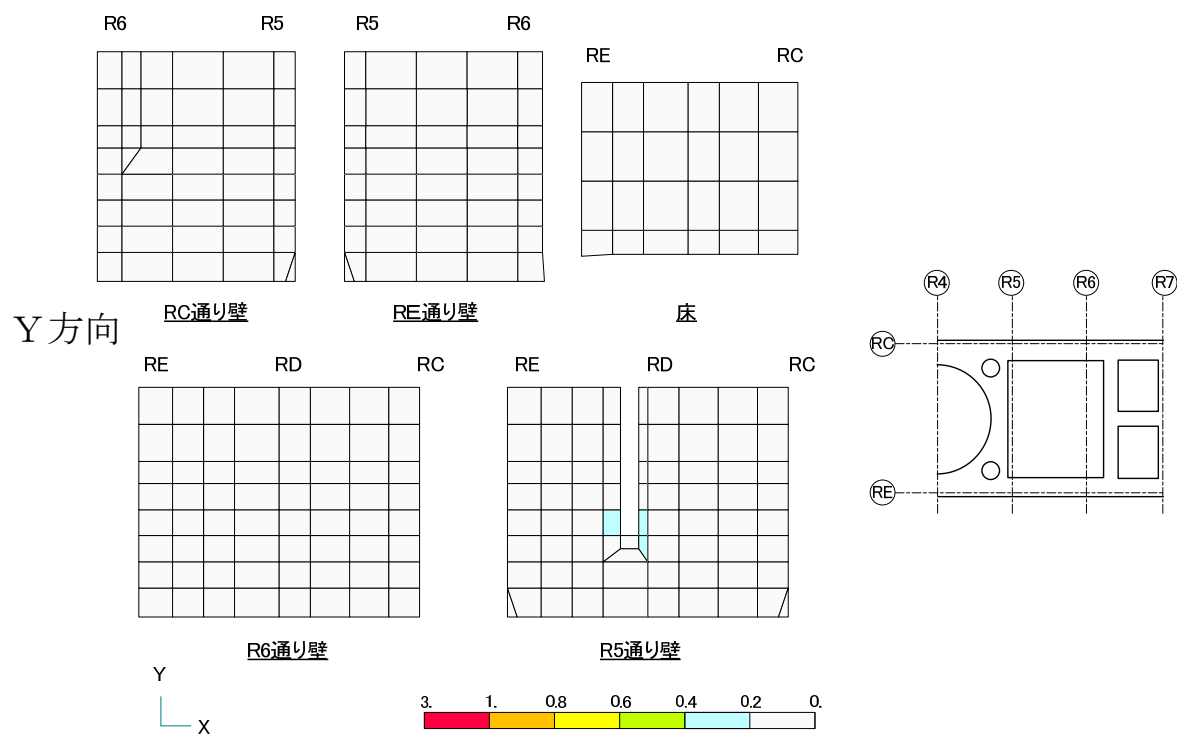 R6 R5
R5 R6
RE RC
RC通り壁
RE通り壁
床
Y方向
RE RD RC
RE RD RC
R6通り壁
R5通り壁
R4 R5 R6 R7
RC
RE
Y
X
3. 1. 0.8 0.6 0.4 0.2 0.